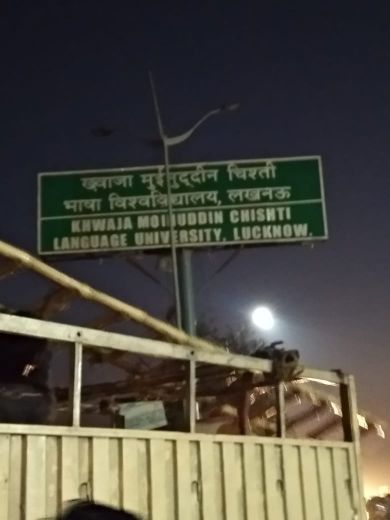 ख़्वाजा मुईनुद्दीन चिश्ती
भाषा विश्वविद्यालय, लखनऊ
KHWAJA MOINUDDIN CHISHTI
LANGUAGE UNIVERSITY, LUCKNOW.